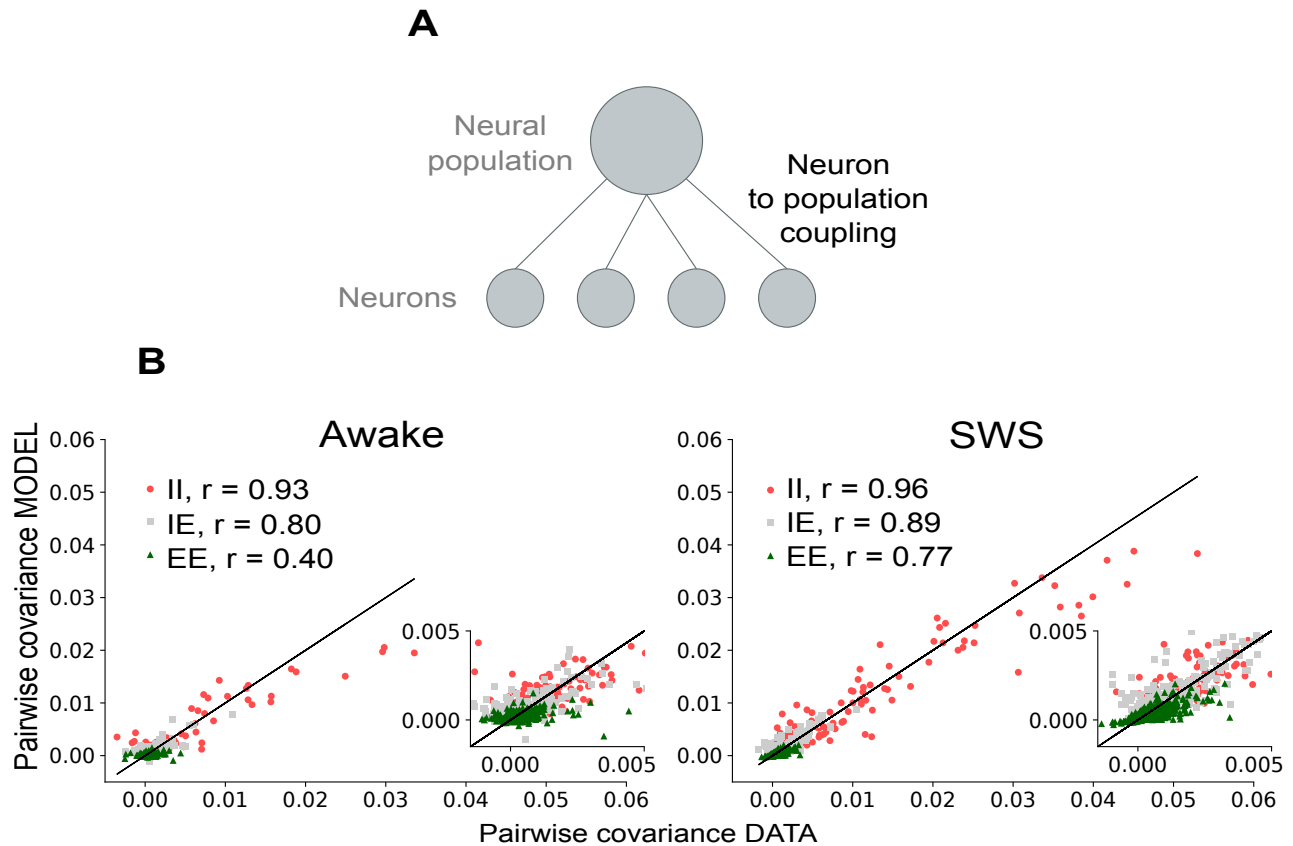 A
Neural
population
Neuron
to population
coupling
Neurons
B
Awake
Pairwise covariance MODEL
0.06
0.05
0.04
0.03
0.02
0.01
0.00
II, r = 0.93
IE, r = 0.80
EE, r = 0.40
0.005
0.000
0.000
0.005
0.00
0.01
0.02
0.03
0.04
0.05
0.06
SWS
0.06
0.05
0.04
0.03
0.02
0.01
0.00
II, r = 0.96
IE, r = 0.89
EE, r = 0.77
0.005
0.000
0.000
0.005
0.00
0.01
0.02
0.03
0.04
0.05
0.06
Pairwise covariance DATA